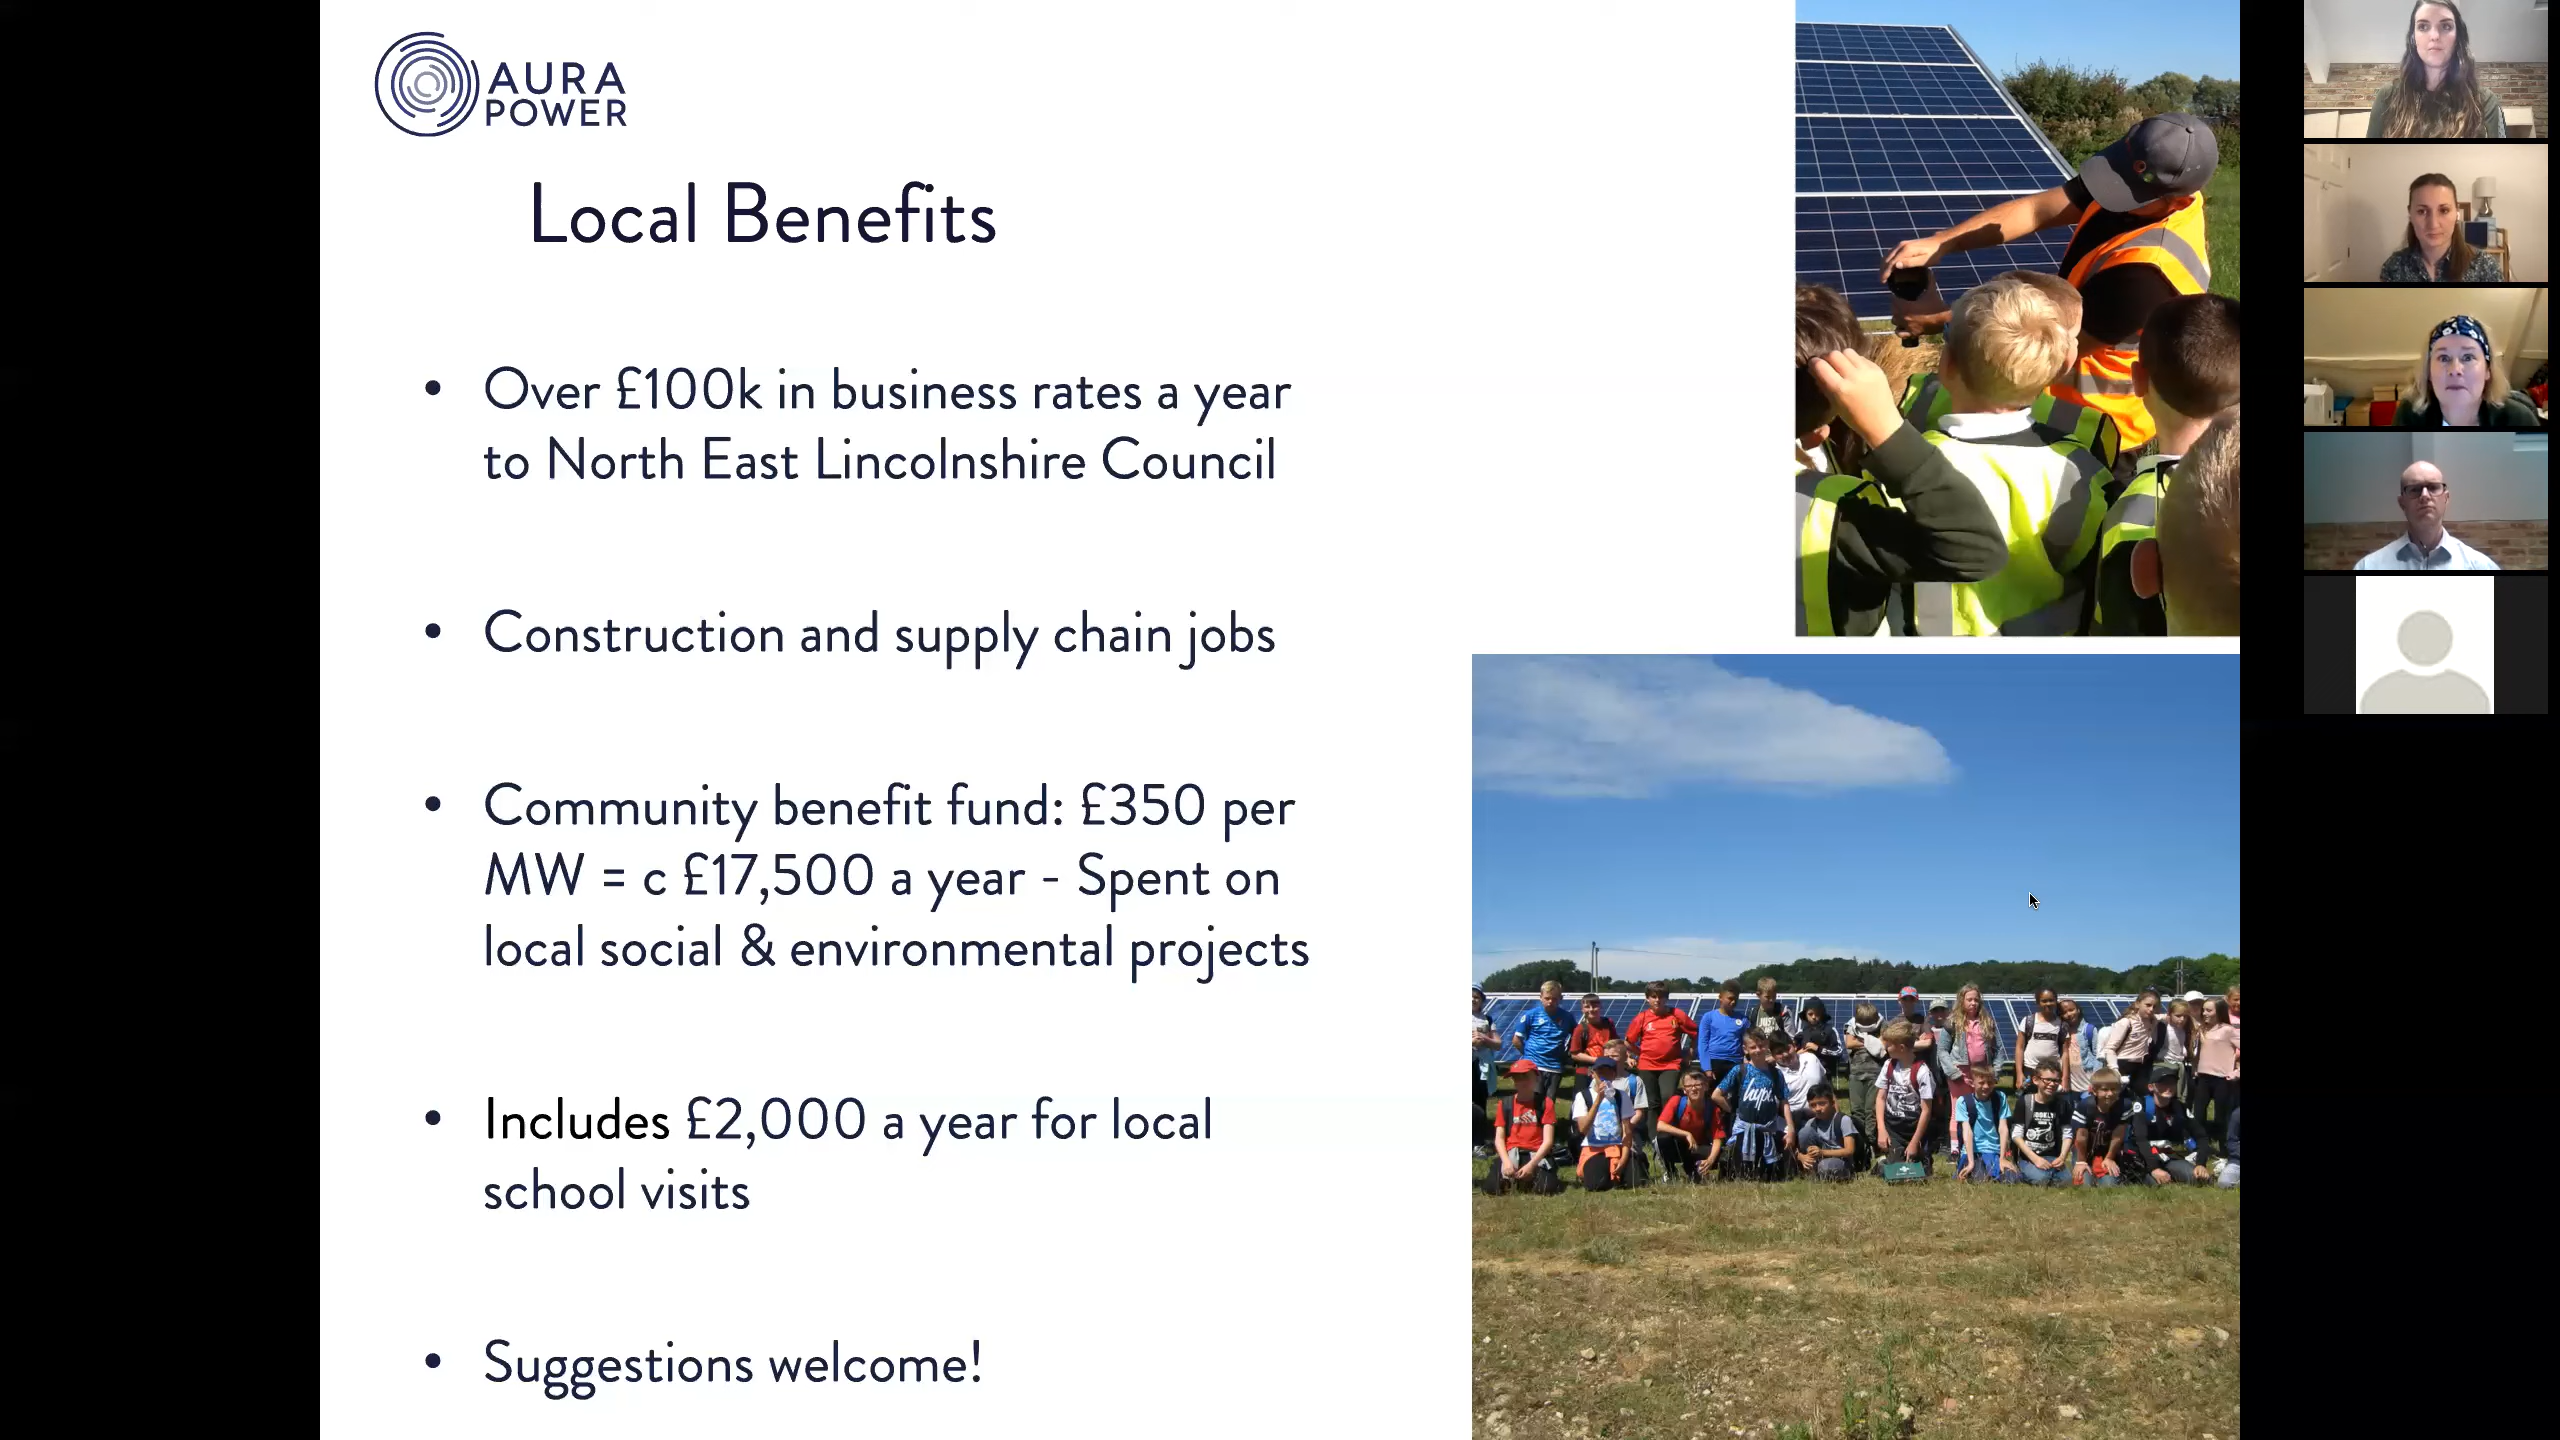 AURA
POWER
Local Benefits
• Over £100k in business rates a year
to North East Lincolnshire Council
• Construction and supply chain jobs
• Community benefit fund: £350 per
MW = c £17,500 a year - Spent on
local social & environmental projects
• Includes £2,000 a year for local
school visits
• Suggestions welcome!